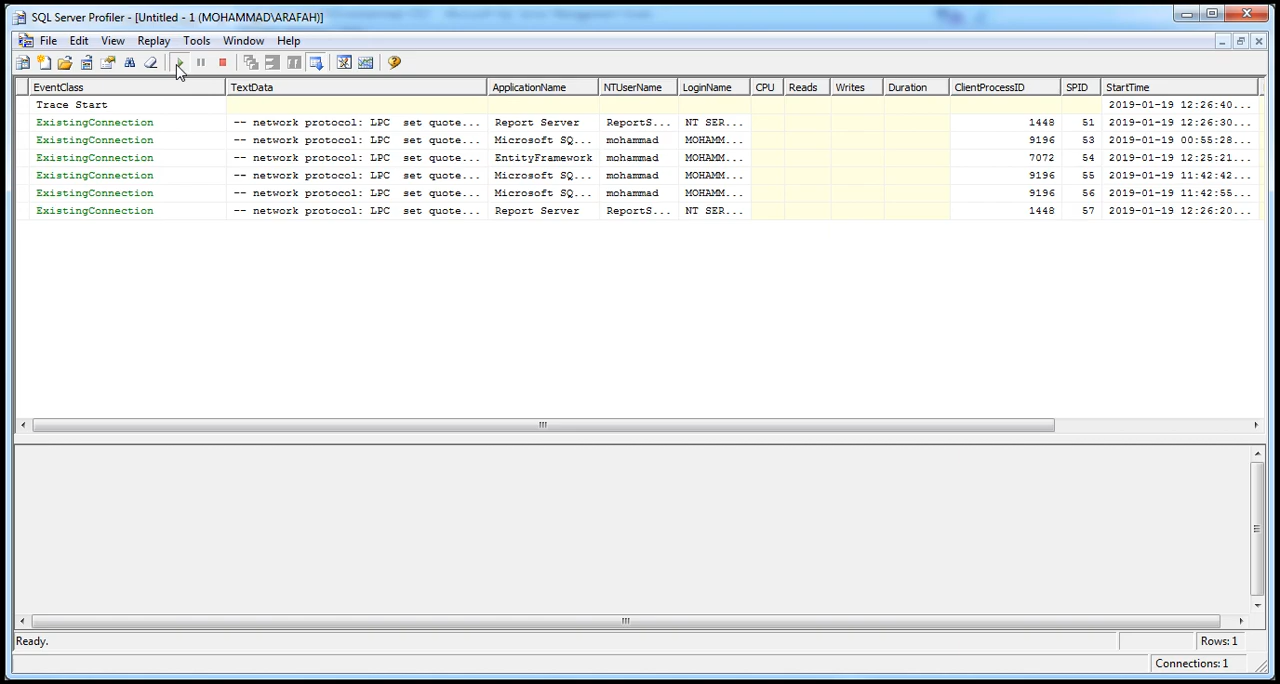 SQL Server Profiler - [Untitled - 1 (MOHAMMAD\ARAFAH)]
File Edit View Replay Tools Window Help
EventClass TextData ApplicationName NTUserName LoginName CPU Reads Writes Duration ClientProcessID SPID StartTime
Trace Start 2019-01-19 12:26:40...
ExistingConnection -- network protocol: LPC set quote... Report Server ReportS... NT SER... 1448 51 2019-01-19 12:26:30...
ExistingConnection -- network protocol: LPC set quote... Microsoft SQ... mohammad MOHAMM... 9196 53 2019-01-19 00:55:28...
ExistingConnection -- network protocol: LPC set quote... EntityFramework mohammad MOHAMM... 7072 54 2019-01-19 12:25:21...
ExistingConnection -- network protocol: LPC set quote... Microsoft SQ... mohammad MOHAMM... 9196 55 2019-01-19 11:42:42...
ExistingConnection -- network protocol: LPC set quote... Microsoft SQ... mohammad MOHAMM... 9196 56 2019-01-19 11:42:55...
ExistingConnection -- network protocol: LPC set quote... Report Server ReportS... NT SER... 1448 57 2019-01-19 12:26:20...
Ready. Rows: 1
Connections: 1